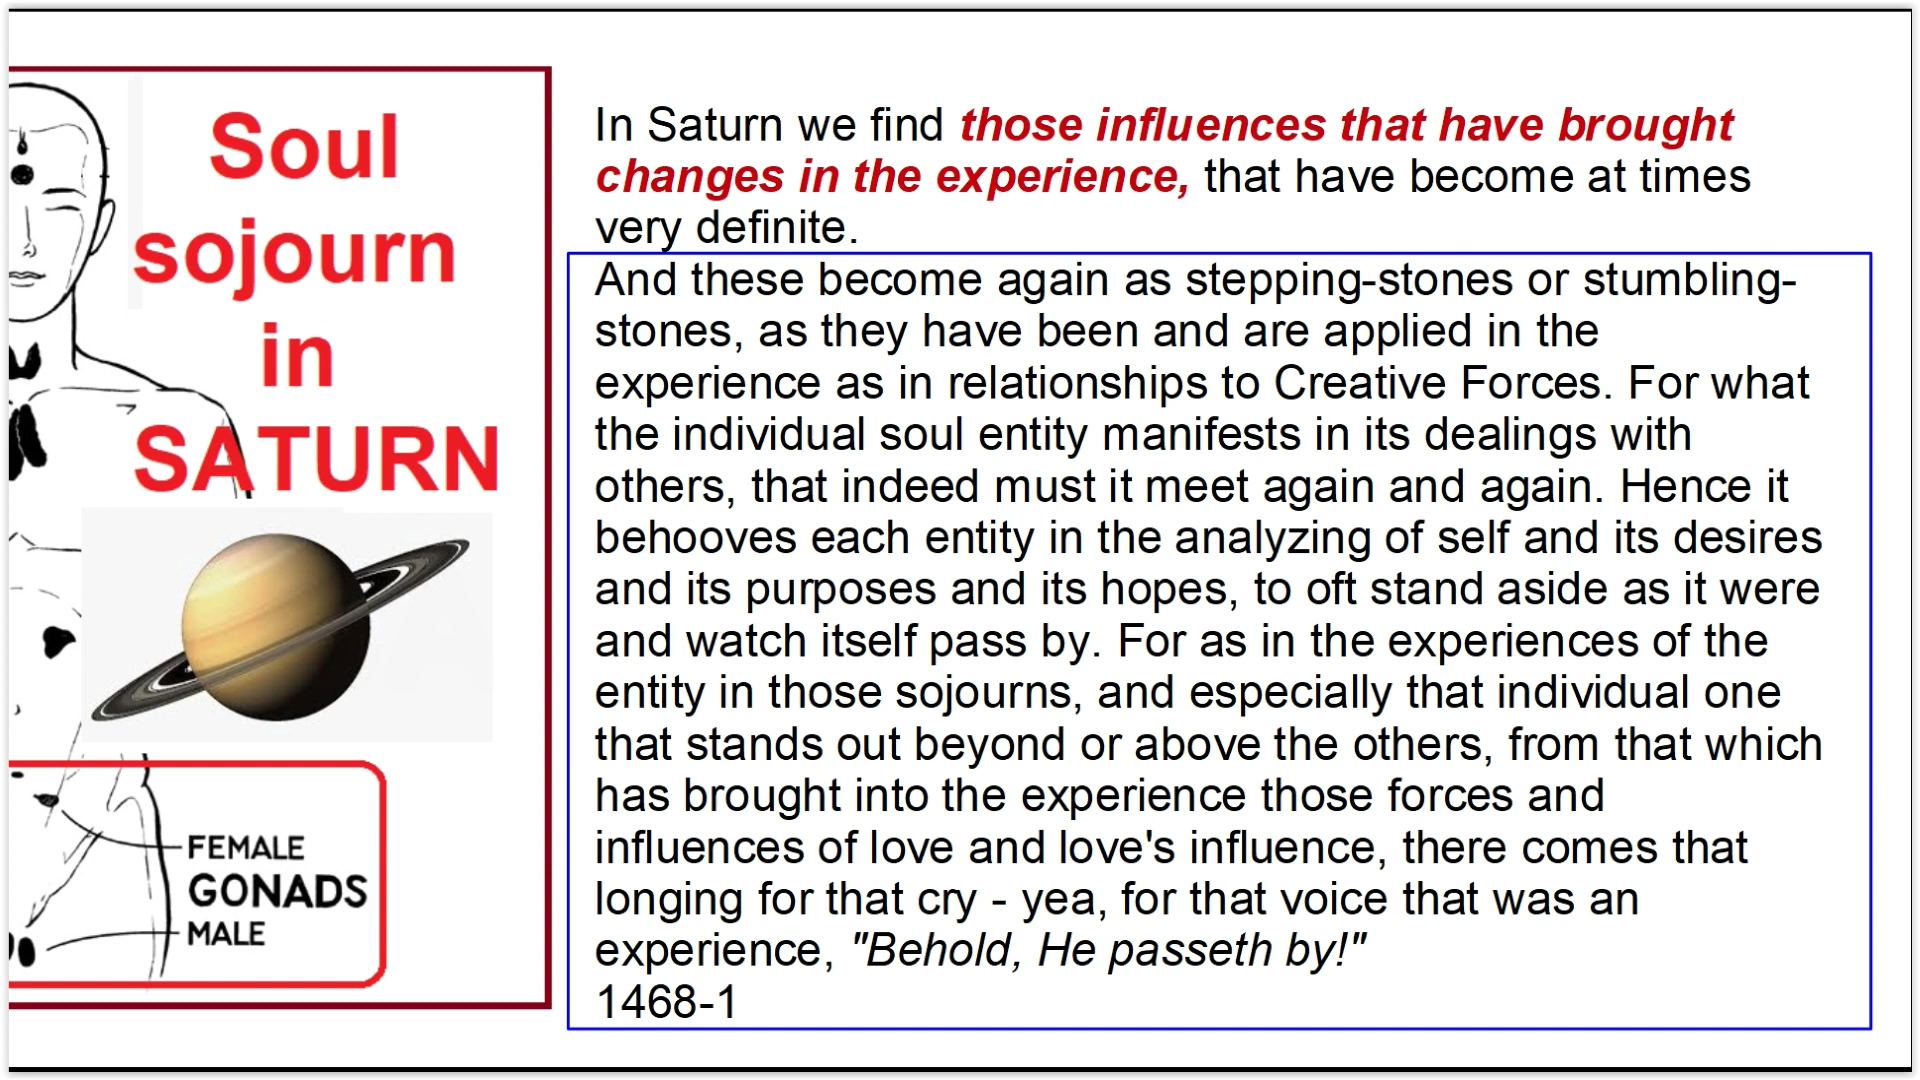 Soul
sojourn
in
SATURN
FEMALE
GONADS
MALE
In Saturn we find those influences that have brought
changes in the experience, that have become at times
very definite.
And these become again as stepping-stones or stumbling-
stones, as they have been and are applied in the
experience as in relationships to Creative Forces. For what
the individual soul entity manifests in its dealings with
others, that indeed must it meet again and again. Hence it
behooves each entity in the analyzing of self and its desires
and its purposes and its hopes, to oft stand aside as it were
and watch itself pass by. For as in the experiences of the
entity in those sojourns, and especially that individual one
that stands out beyond or above the others, from that which
has brought into the experience those forces and
influences of love and love's influence, there comes that
longing for that cry - yea, for that voice that was an
experience, "Behold, He passeth by!"
1468-1